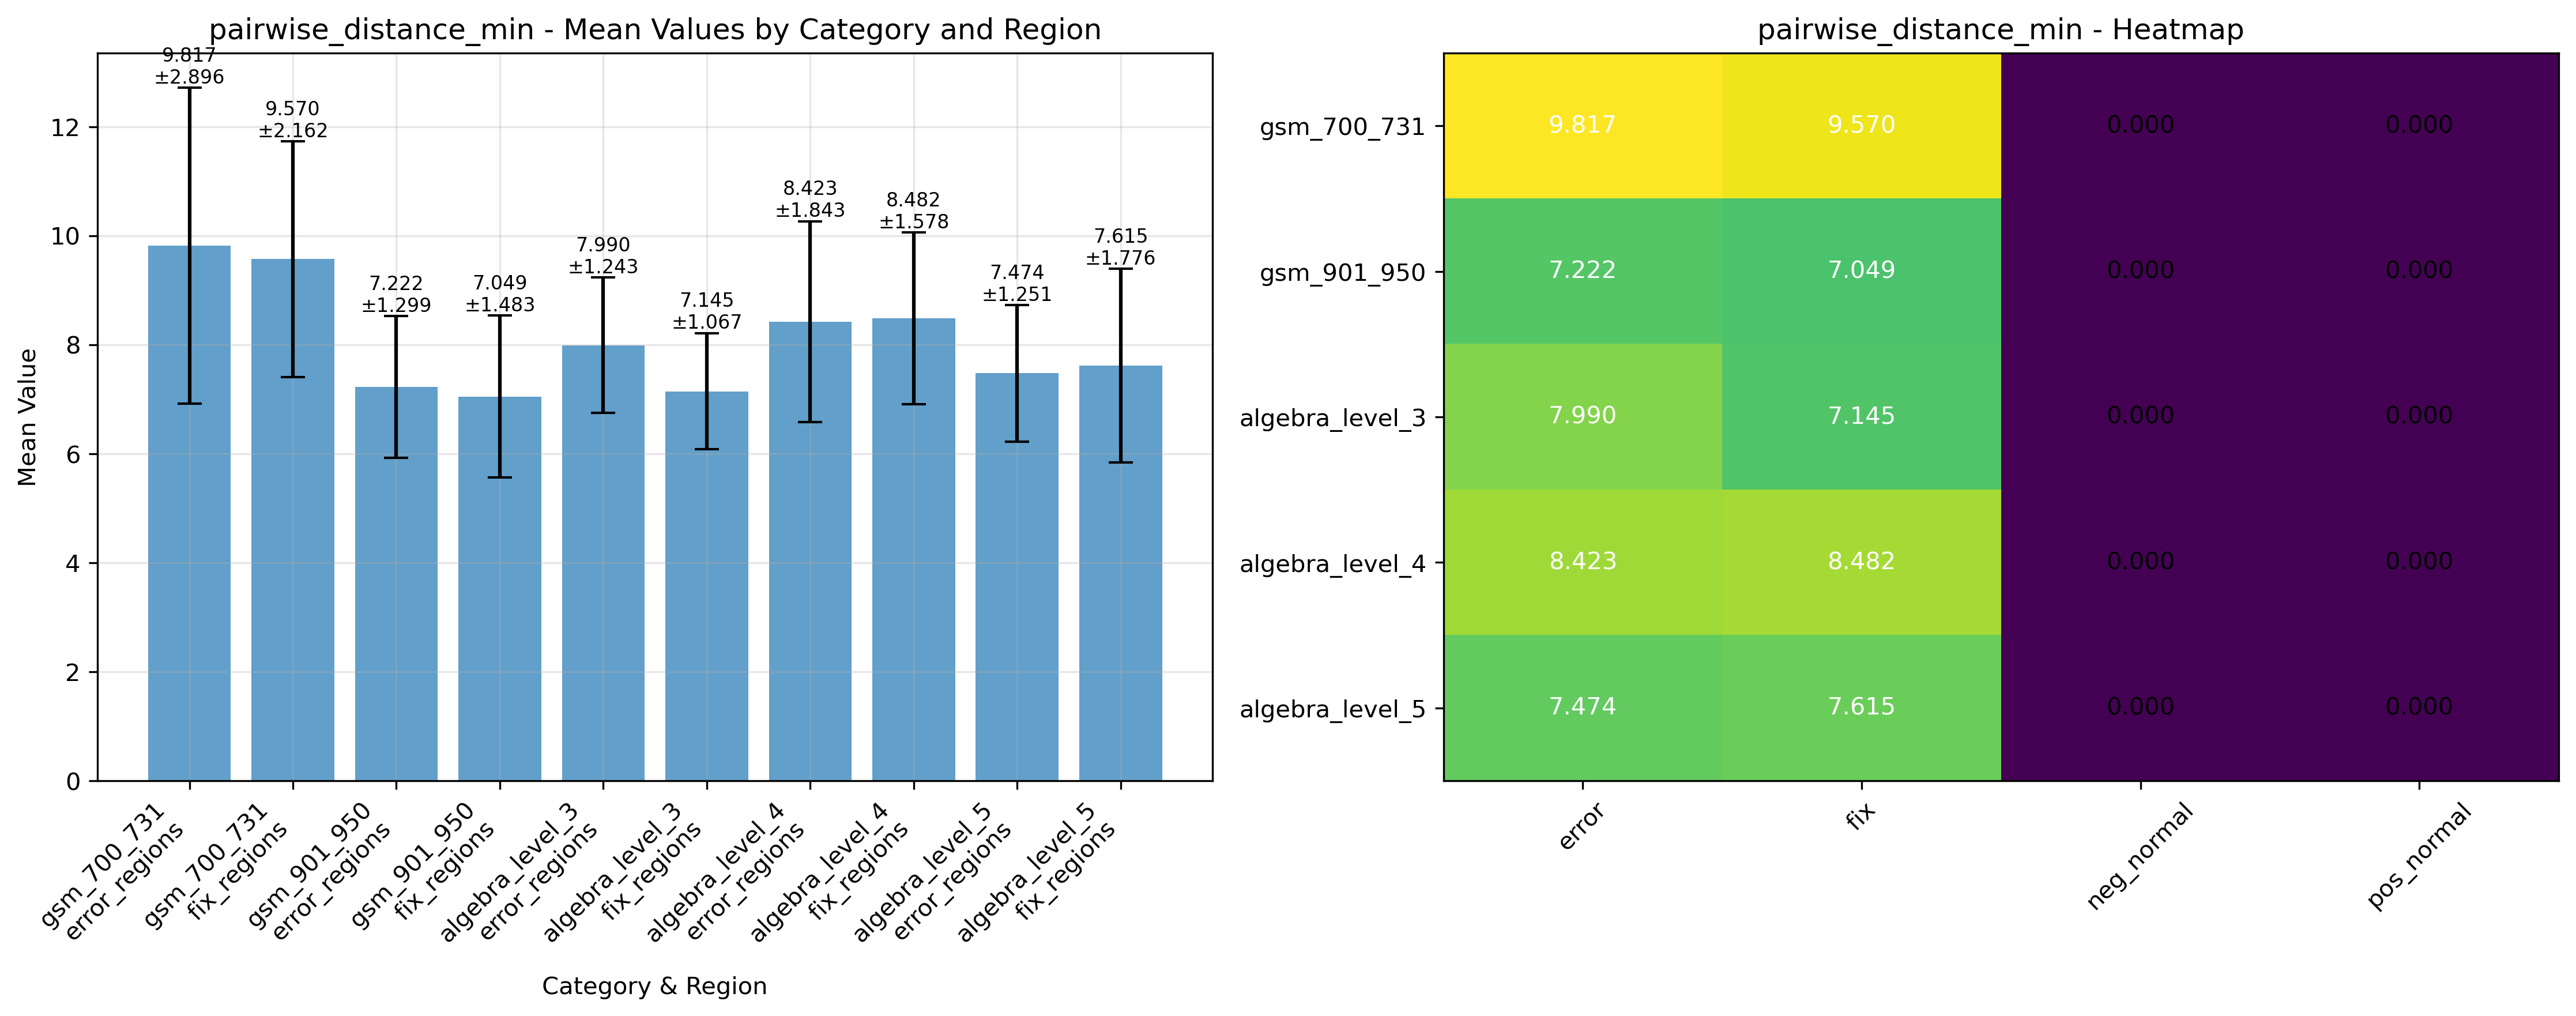 pairwise_distance_min - Mean Values by Category and Region
9.817
±2.896
9.570
±2.162
7.222
±1.299
7.049
±1.483
7.990
±1.243
7.145
±1.067
8.423
±1.843
8.482
±1.578
7.474
±1.251
7.615
±1.776
12
10
8
6
4
2
0
Mean Value
gsm_700_731
error_regions
gsm_700_731
fix_regions
gsm_901_950
error_regions
gsm_901_950
fix_regions
algebra_level_3
error_regions
algebra_level_3
fix_regions
algebra_level_4
error_regions
algebra_level_4
fix_regions
algebra_level_5
error_regions
algebra_level_5
fix_regions
Category & Region
pairwise_distance_min - Heatmap
gsm_700_731 9.817 9.570 0.000 0.000
gsm_901_950 7.222 7.049 0.000 0.000
algebra_level_3 7.990 7.145 0.000 0.000
algebra_level_4 8.423 8.482 0.000 0.000
algebra_level_5 7.474 7.615 0.000 0.000
error
fix
neg_normal
pos_normal